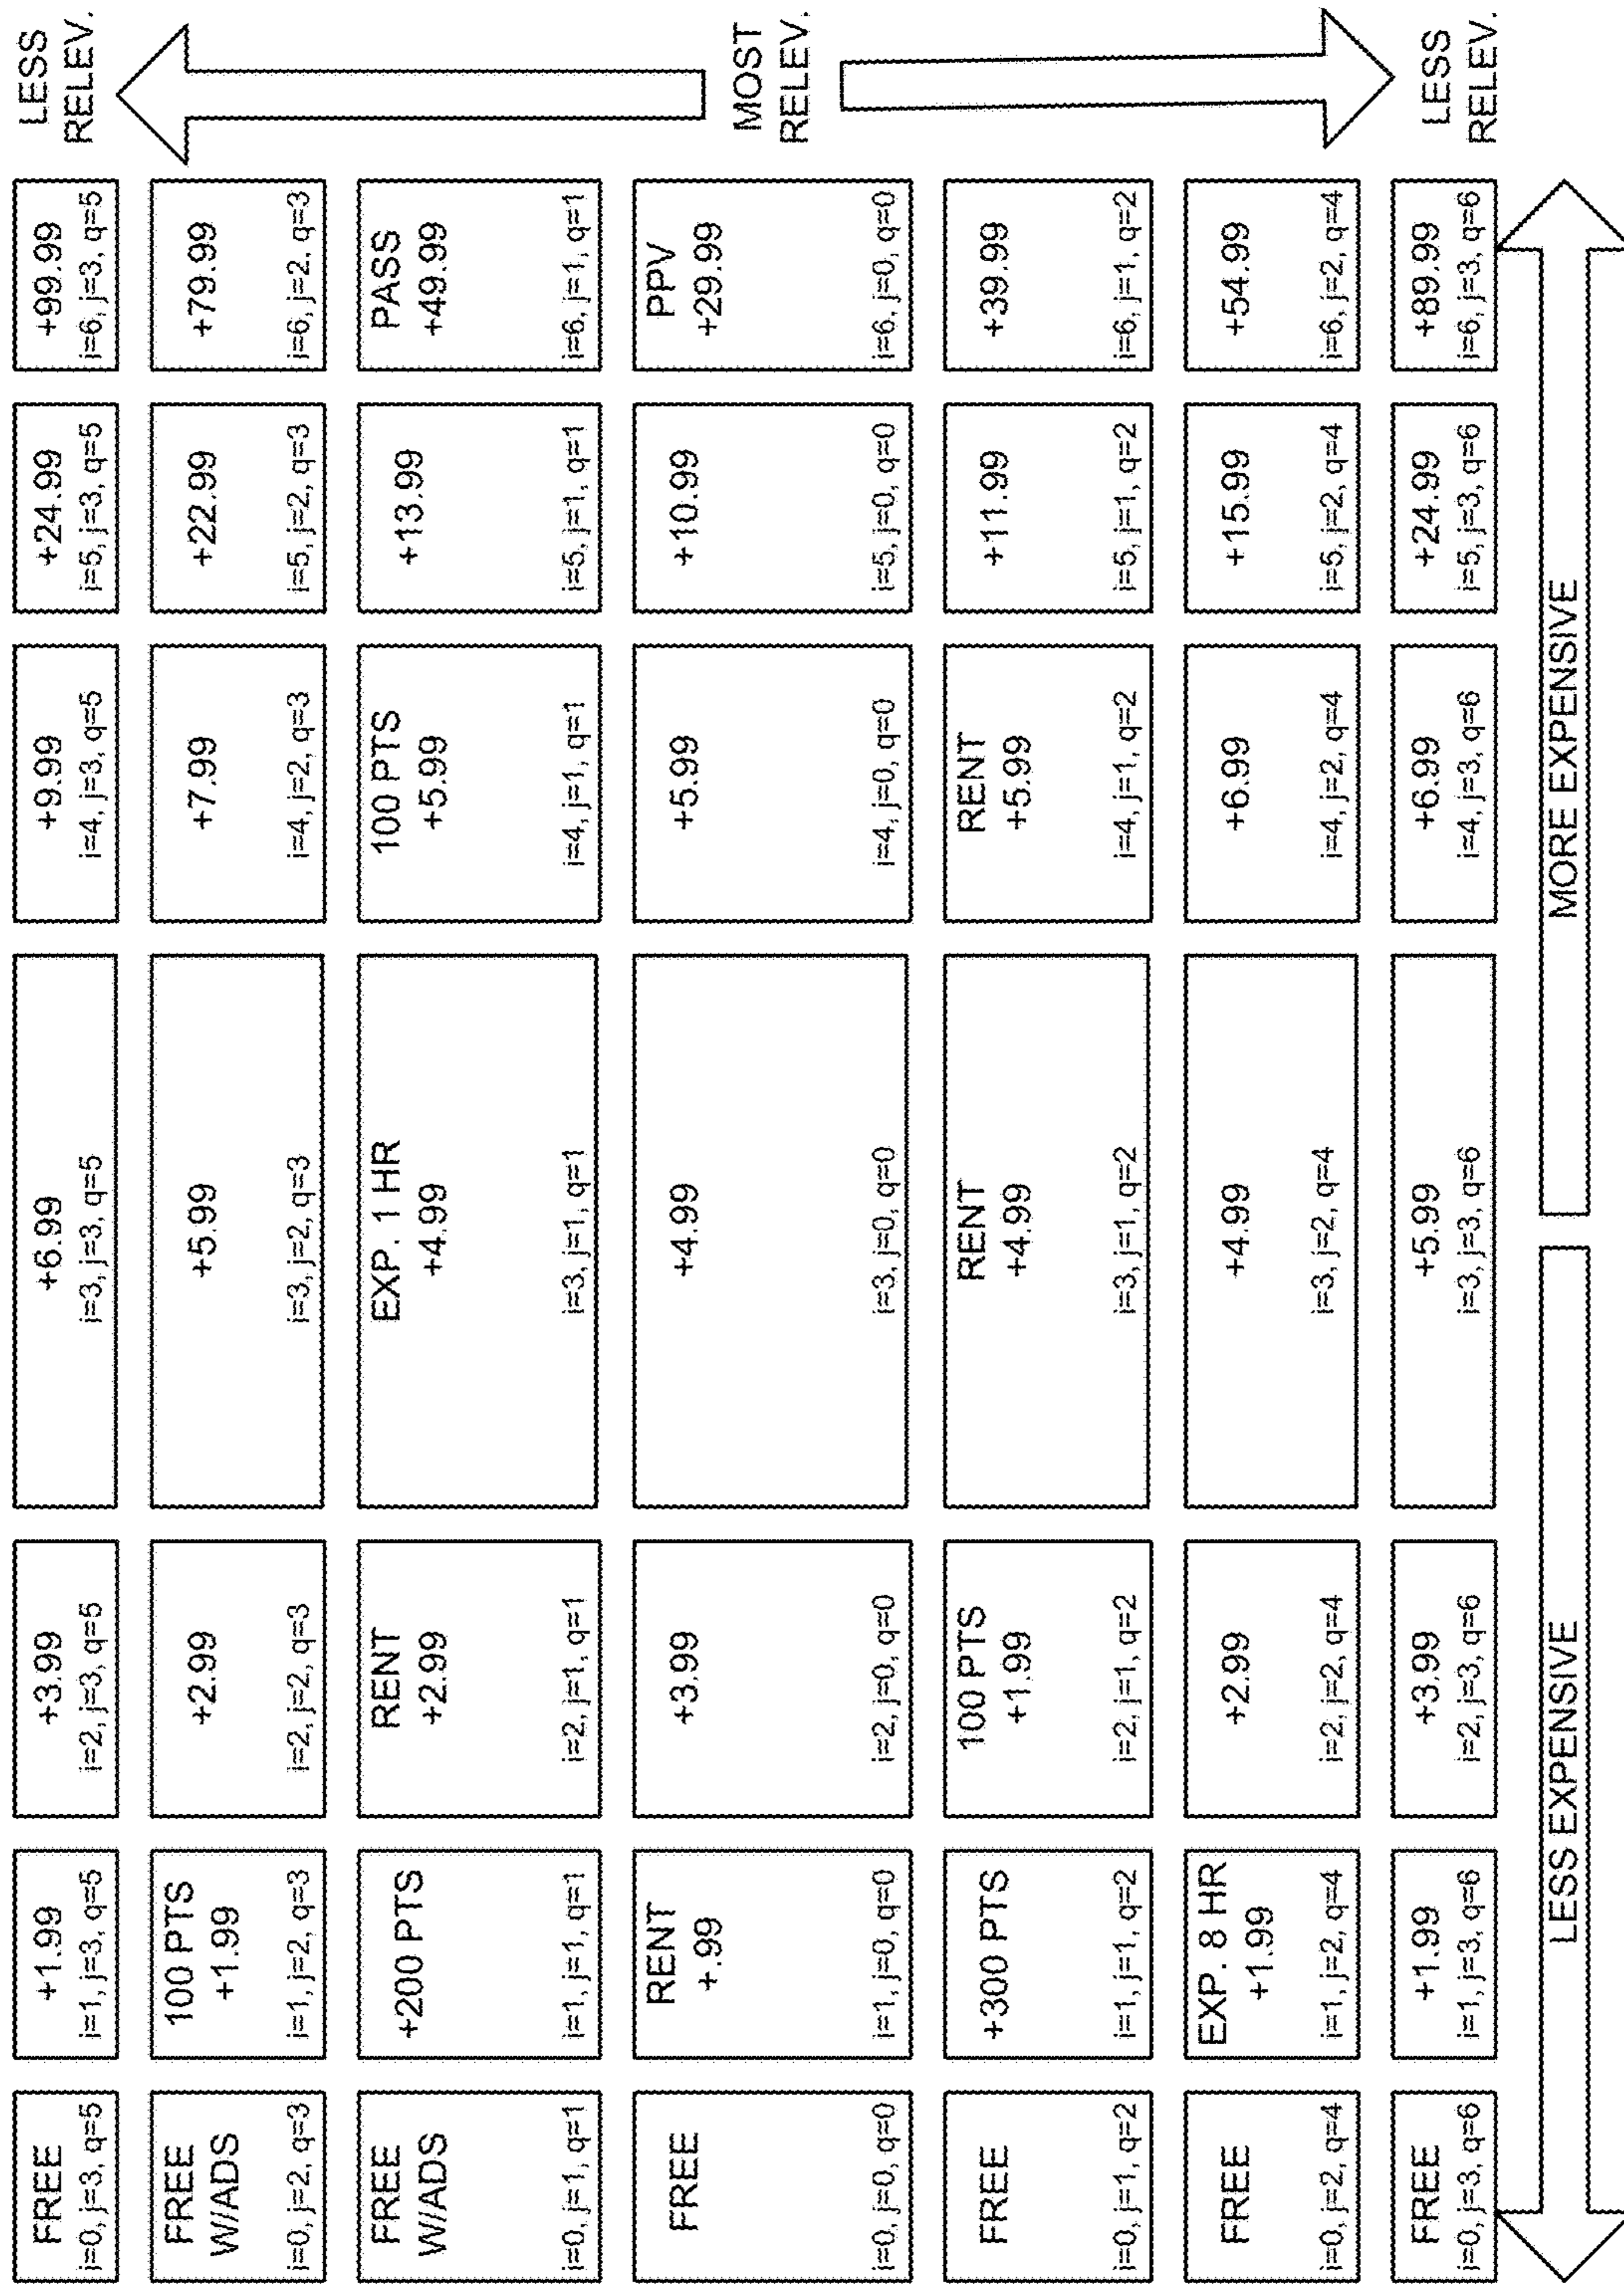 FREE
i=0, j=3, q=5
+1.99
i=1, j=3, q=5
+3.99
i=2, j=3, q=5
+6.99
i=3, j=3, q=5
+9.99
i=4, j=3, q=5
+24.99
i=5, j=3, q=5
+99.99
i=6, j=3, q=5
LESS
RELEV.
FREE
W/ADS
i=0, j=2, q=3
100 PTS
+1.99
i=1, j=2, q=3
+2.99
i=2, j=2, q=3
+5.99
i=3, j=2, q=3
+7.99
i=4, j=2, q=3
+22.99
i=5, j=2, q=3
+79.99
i=6, j=2, q=3
FREE
W/ADS
i=0, j=1, q=1
+200 PTS
i=1, j=1, q=1
RENT
+2.99
i=2, j=1, q=1
EXP. 1 HR
+4.99
i=3, j=1, q=1
100 PTS
+5.99
i=4, j=1, q=1
+13.99
i=5, j=1, q=1
PASS
+49.99
i=6, j=1, q=1
FREE
i=0, j=0, q=0
RENT
+.99
i=1, j=0, q=0
+3.99
i=2, j=0, q=0
+4.99
i=3, j=0, q=0
+5.99
i=4, j=0, q=0
+10.99
i=5, j=0, q=0
PPV
+29.99
i=6, j=0, q=0
MOST
RELEV.
FREE
i=0, j=1, q=2
+300 PTS
i=1, j=1, q=2
100 PTS
+1.99
i=2, j=1, q=2
RENT
+4.99
i=3, j=1, q=2
RENT
+5.99
i=4, j=1, q=2
+11.99
i=5, j=1, q=2
+39.99
i=6, j=1, q=2
FREE
i=0, j=2, q=4
EXP. 8 HR
+1.99
i=1, j=2, q=4
+2.99
i=2, j=2, q=4
+4.99
i=3, j=2, q=4
+6.99
i=4, j=2, q=4
+15.99
i=5, j=2, q=4
+54.99
i=6, j=2, q=4
FREE
i=0, j=3, q=6
+1.99
i=1, j=3, q=6
+3.99
i=2, j=3, q=6
+5.99
i=3, j=3, q=6
+6.99
i=4, j=3, q=6
+24.99
i=5, j=3, q=6
+89.99
i=6, j=3, q=6
LESS
RELEV.
LESS EXPENSIVE
MORE EXPENSIVE